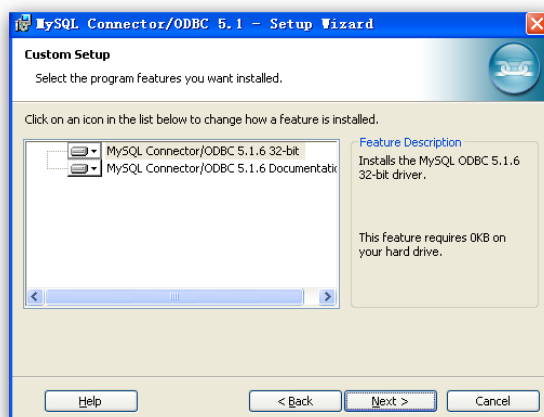 MySQL Connector/ODBC 5.1 - Setup Wizard
Custom Setup
Select the program features you want installed.
Click on an icon in the list below to change how a feature is installed.
MySQL Connector/ODBC 5.1.6 32-bit
MySQL Connector/ODBC 5.1.6 Documentatic
Feature Description
Installs the MySQL ODBC 5.1.6
32-bit driver.
This feature requires 0KB on
your hard drive.
Help
< Back
Next >
Cancel